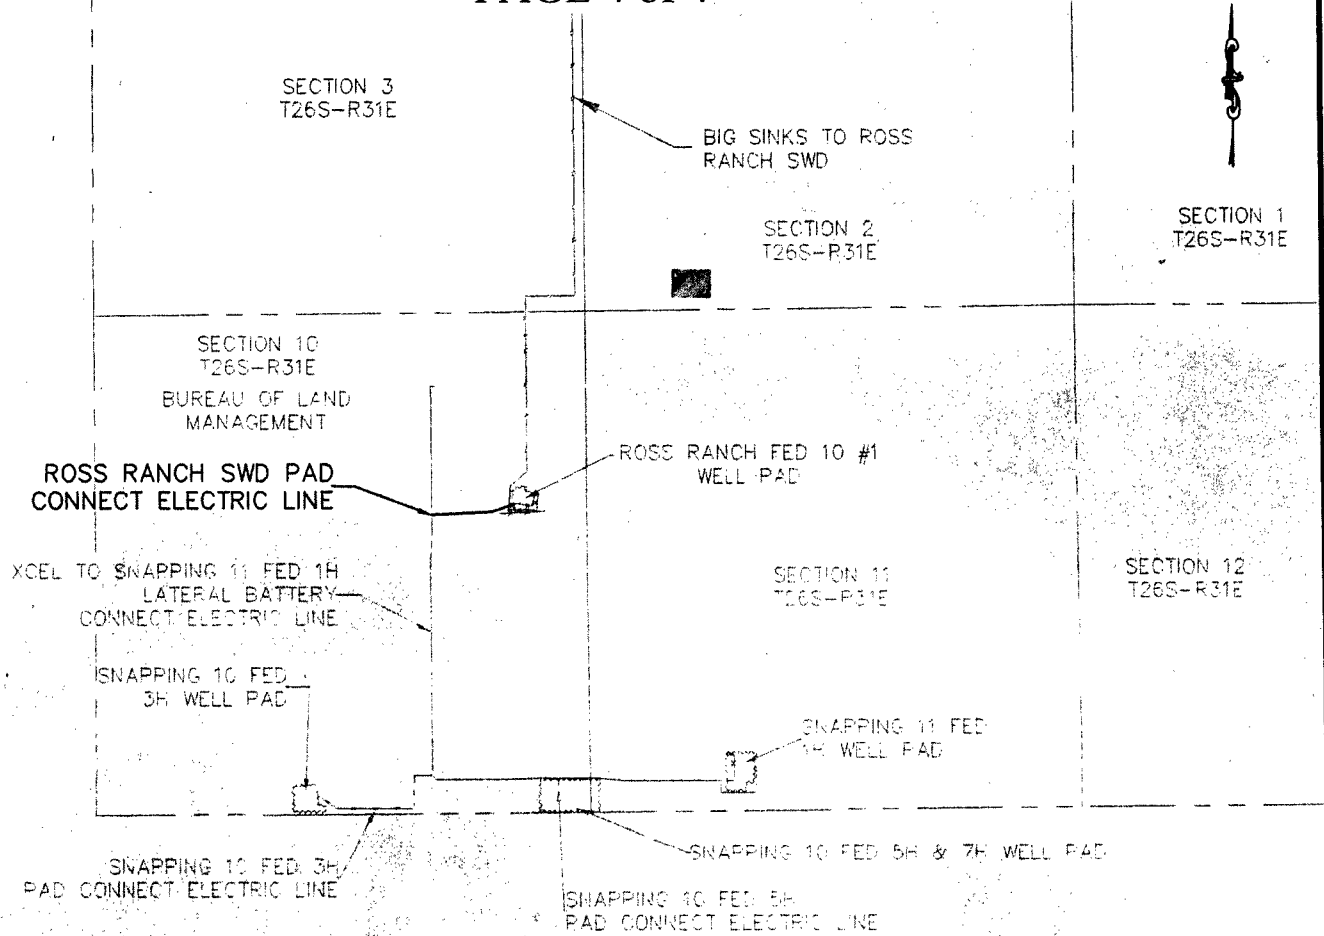 SECTION 3
T26S-R31E
BIG SINKS TO ROSS
RANCH SWD
SECTION 2
T26S-R31E
SECTION 1
T26S-R31E
SECTION 10
T26S-R31E
BUREAU OF LAND
MANAGEMENT
ROSS RANCH SWD PAD
CONNECT ELECTRIC LINE
ROSS RANCH FED 10 #1
WELL PAD
XCEL TO SNAPPING 11 FED 1H
LATERAL BATTERY
CONNECT ELECTRIC LINE
SECTION 11
T26S-R31E
SECTION 12
T26S-R31E
SNAPPING 10 FED
3H WELL PAD
SNAPPING 11 FED
1H WELL PAD
SNAPPING 10 FED 3H
PAD CONNECT ELECTRIC LINE
SNAPPING 10 FED 5H & 7H WELL PAD
SNAPPING 10 FED 5H
PAD CONNECT ELECTRIC LINE